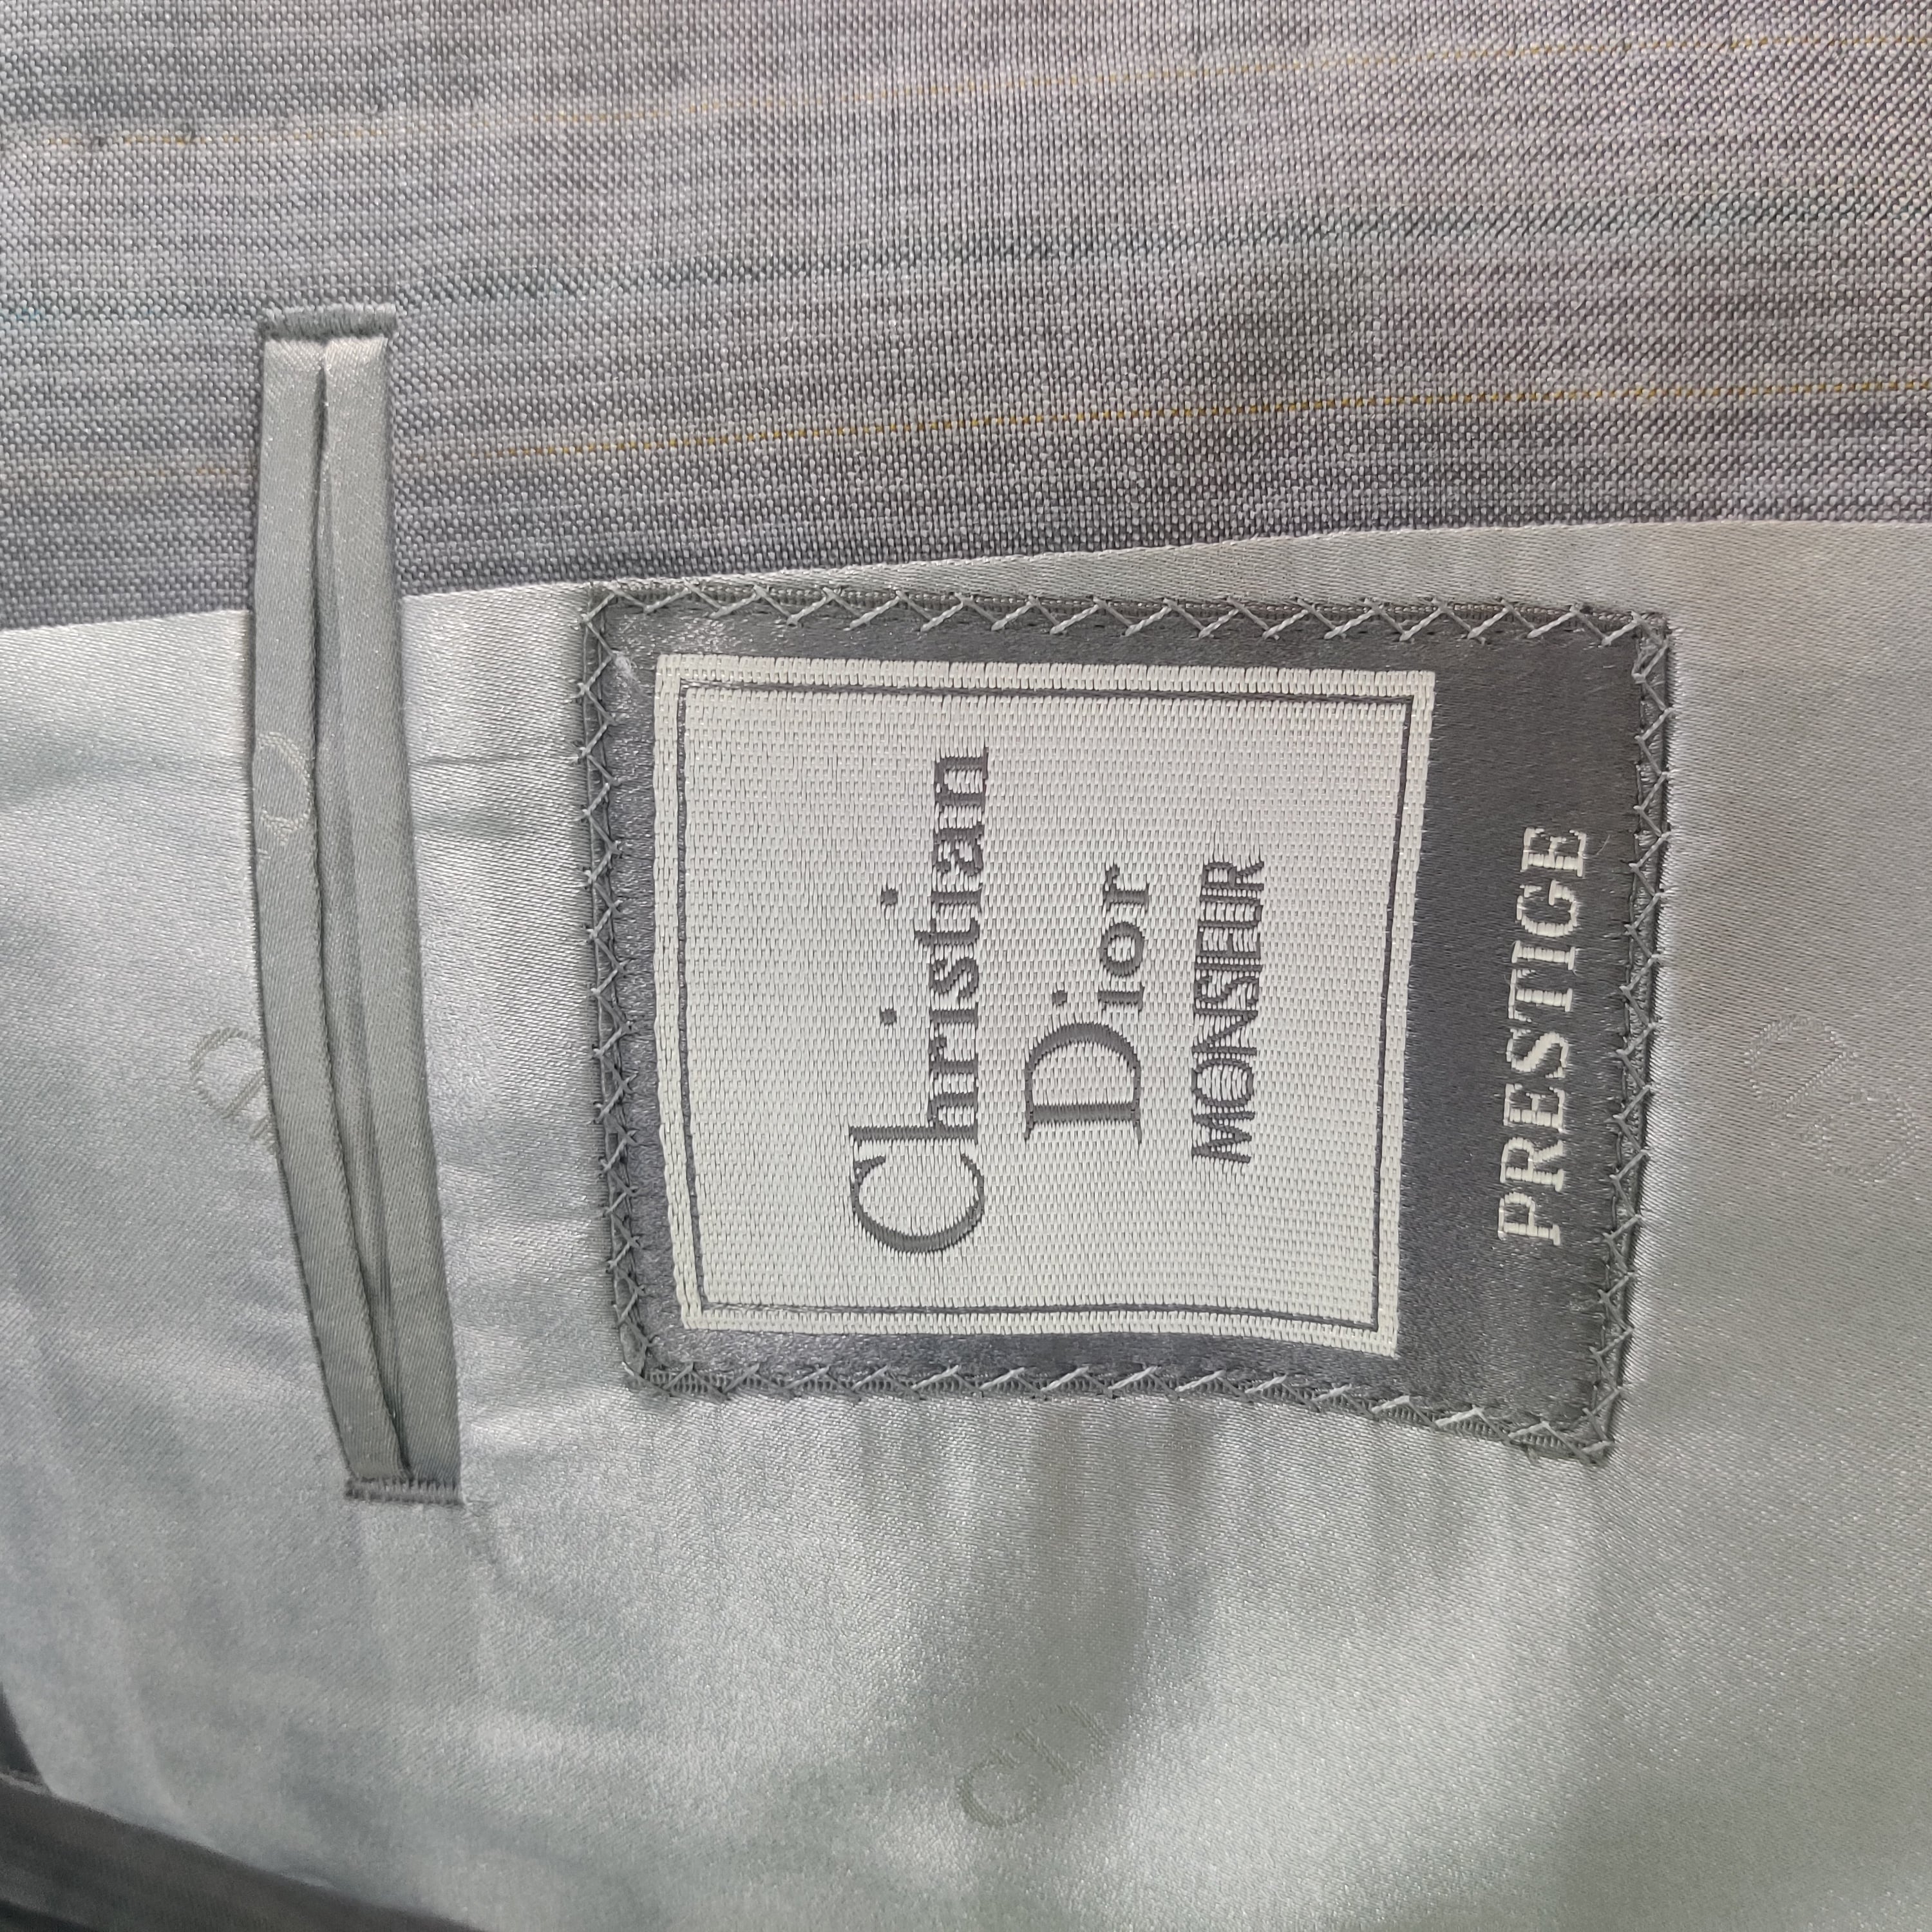 Christian
Dior
MONSIEUR
PRESTIGE